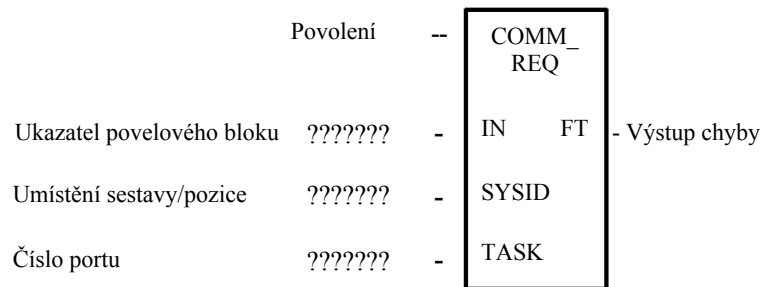 Povolení -- COMM_
REQ
Ukazatel povelového bloku ??????? - IN FT - Výstup chyby
Umístění sestavy/pozice ??????? - SYSID
Číslo portu ??????? - TASK